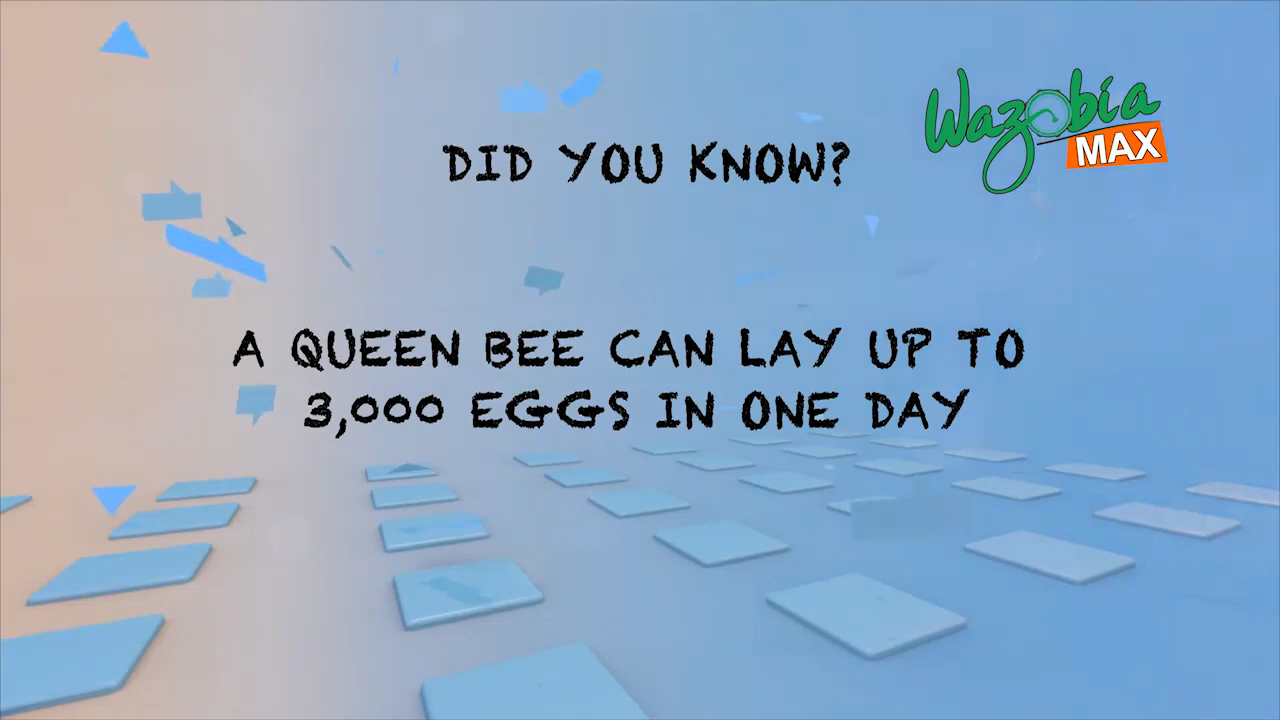 Wazobia
MAX
DID YOU KNOW?
A QUEEN BEE CAN LAY UP TO
3,000 EGGS IN ONE DAY